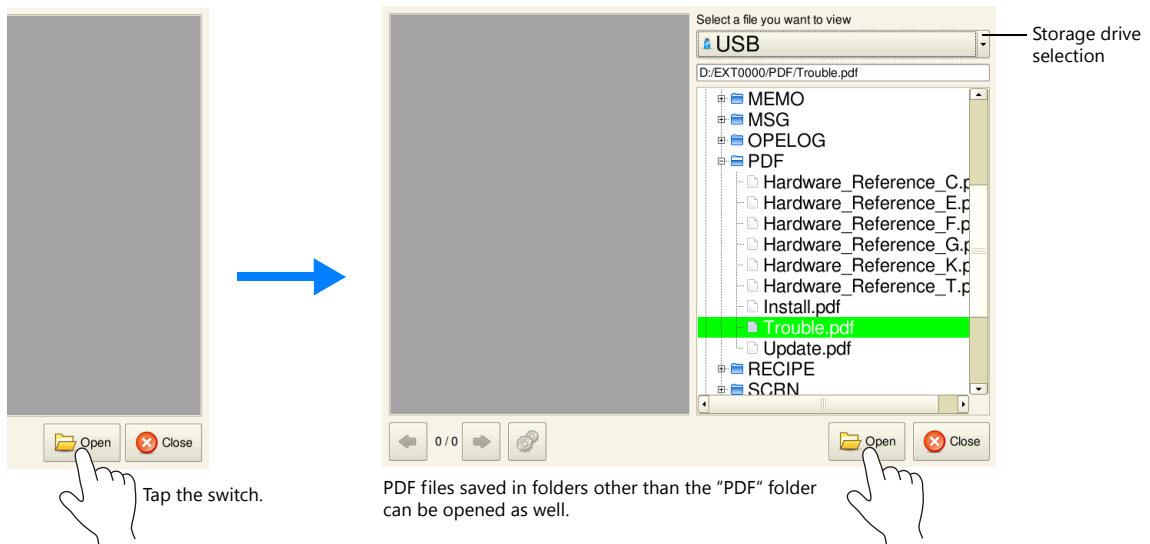 Open
Close
Tap the switch.
Select a file you want to view
USB
D:/EXT0000/PDF/Trouble.pdf
MEMO
MSG
OPELOG
PDF
Hardware_Reference_C.p
Hardware_Reference_E.p
Hardware_Reference_F.p
Hardware_Reference_G.p
Hardware_Reference_K.p
Hardware_Reference_T.p
Install.pdf
Trouble.pdf
Update.pdf
RECIPE
SCRN
0 / 0
Open
Close
Storage drive
selection
PDF files saved in folders other than the “PDF“ folder
can be opened as well.